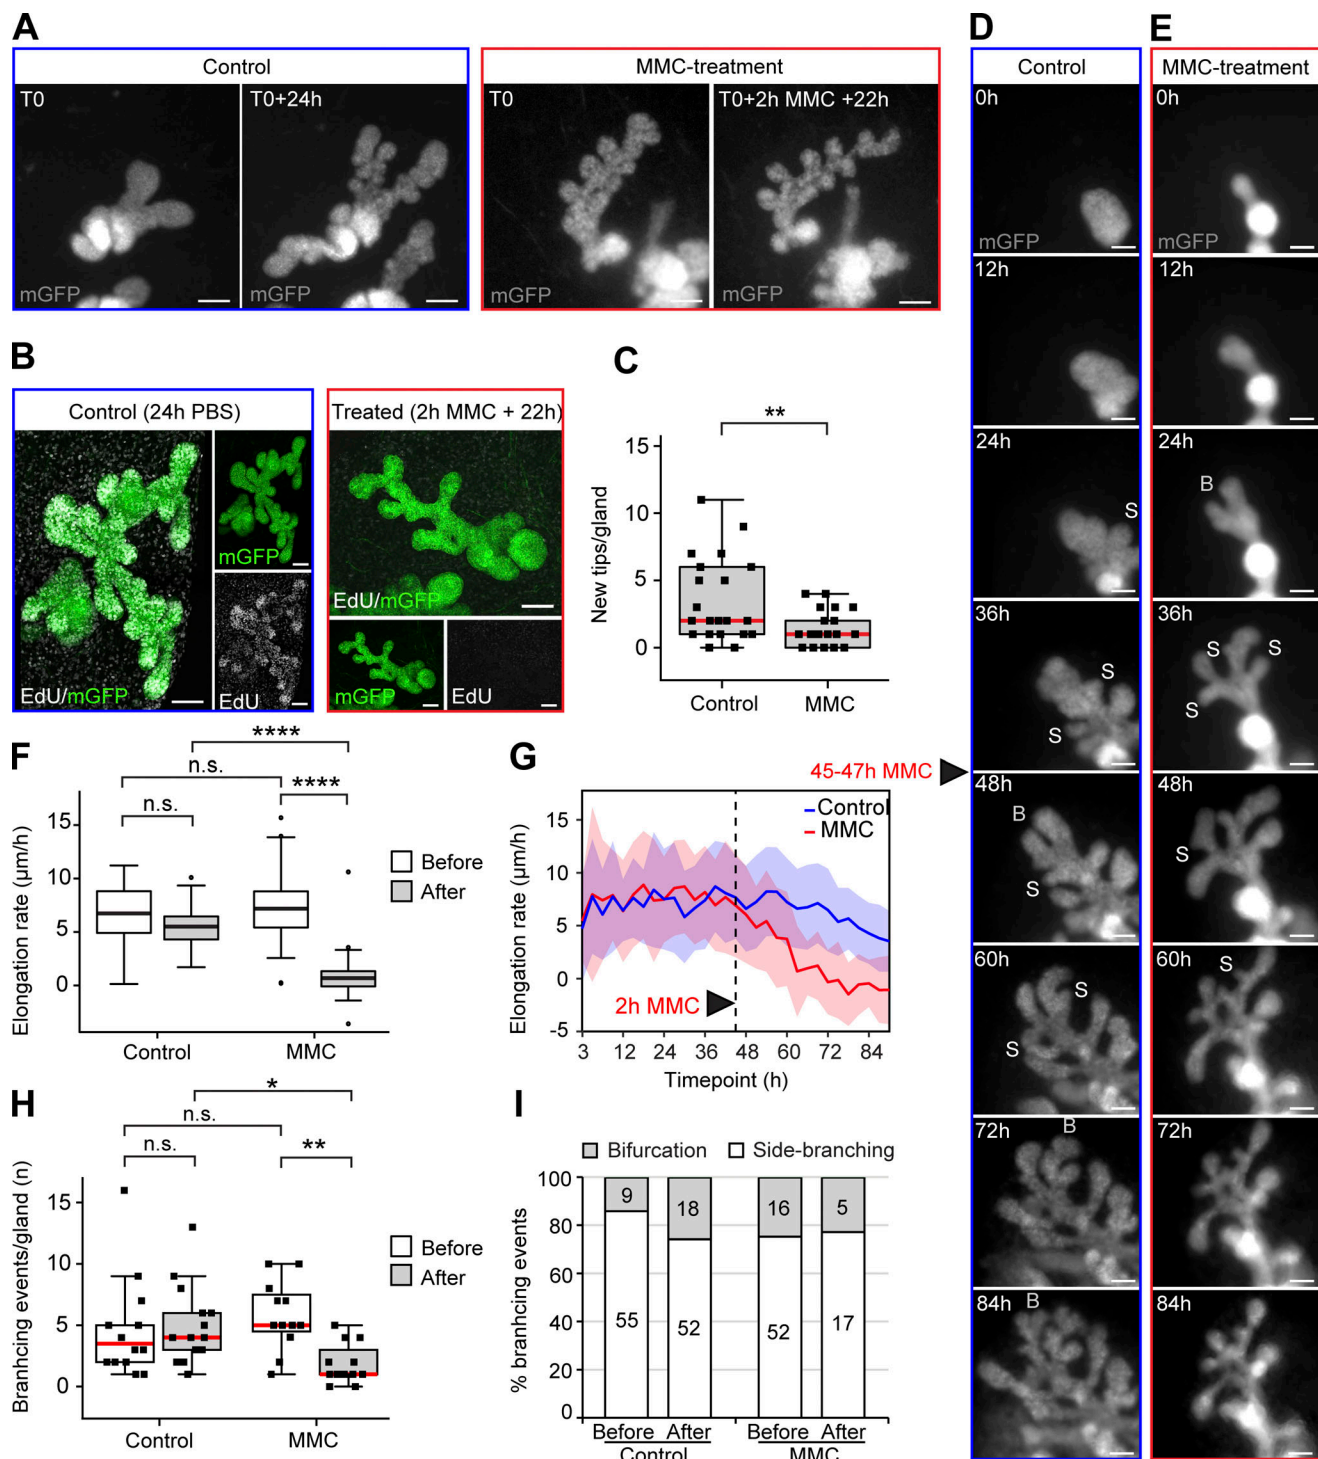 A
Control
T0
mGFP
T0+24h
mGFP
MMC-treatment
T0
mGFP
T0+2h MMC +22h
mGFP
B
Control (24h PBS)
EdU/mGFP
mGFP
EdU
Treated (2h MMC + 22h)
EdU/mGFP
mGFP
EdU
C
**
New tips/gland
15
10
5
0
Control
MMC
D
Control
0h
mGFP
12h
24h
S
36h
S
S
45-47h MMC
48h
B
S
60h
S
S
72h
B
84h
B
E
MMC-treatment
0h
mGFP
12h
24h
B
36h
S
S
S
48h
S
60h
S
72h
84h
F
****
n.s.
n.s.
****
Elongation rate (µm/h)
15
10
5
0
Before
After
Control
MMC
G
Elongation rate (µm/h)
15
10
5
0
-5
Control
MMC
2h MMC
3 12 24 36 48 60 72 84
Timepoint (h)
H
*
n.s.
n.s.
**
Branhcing events/gland (n)
15
10
5
0
Before
After
Control
MMC
I
Bifurcation
Side-branching
% branhcing events
100
80
60
40
20
0
9
18
16
5
55
52
52
17
Before After Before After
Control MMC